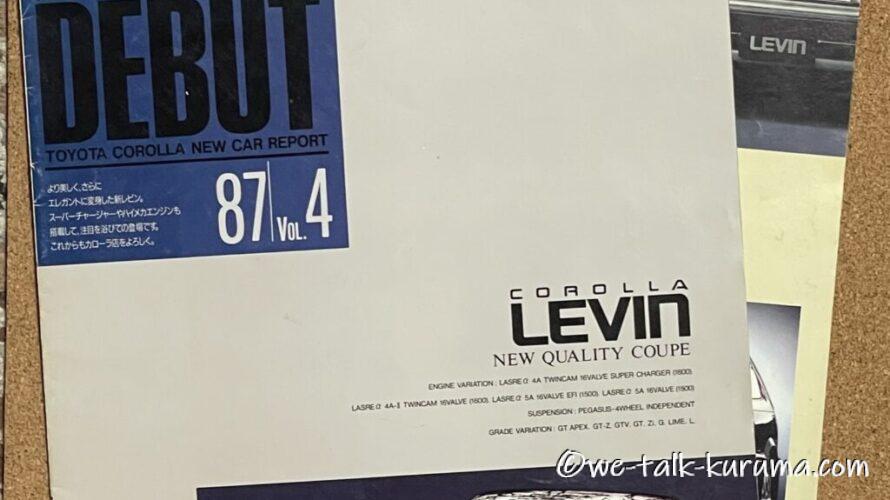 DEBUT
TOYOTA COROLLA NEW CAR REPORT
より美しく、さらに
エレガントに変身した新レビン。
スーパーチャージャーやハイメカエンジンも
搭載して、注目を浴びての登場です。
これからもカローラ店をよろしく。
87 VOL.4
LEVIN
COROLLA
LEVIN
NEW QUALITY COUPE
ENGINE VARIATION : LASRE α 4A TWINCAM 16VALVE SUPER CHARGER (1600).
LASRE α 4A-II TWINCAM 16VALVE (1600). LASRE α 5A 16VALVE EFI (1500). LASRE α 5A 16VALVE (1500)
SUSPENSION : PEGASUS-4WHEEL INDEPENDENT
GRADE VARIATION : GT APEX. GT-Z. GTV. GT. Zi. G. LIME. L.
©we-talk-kuruma.com